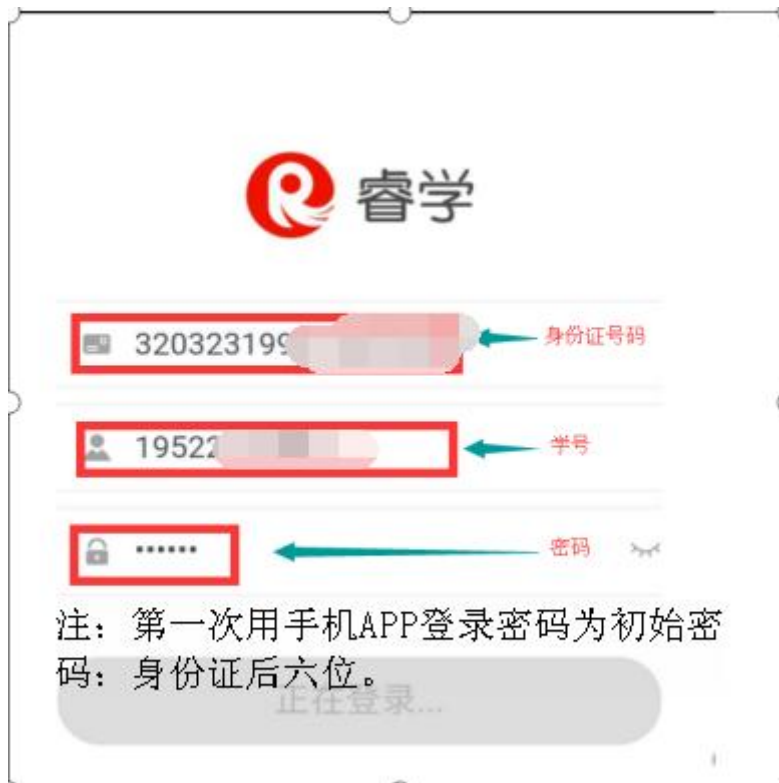 睿学
320323199
身份证号码
19522
学号
••••••
密码
注：第一次用手机APP登录密码为初始密
码：身份证后六位。
正在登录...